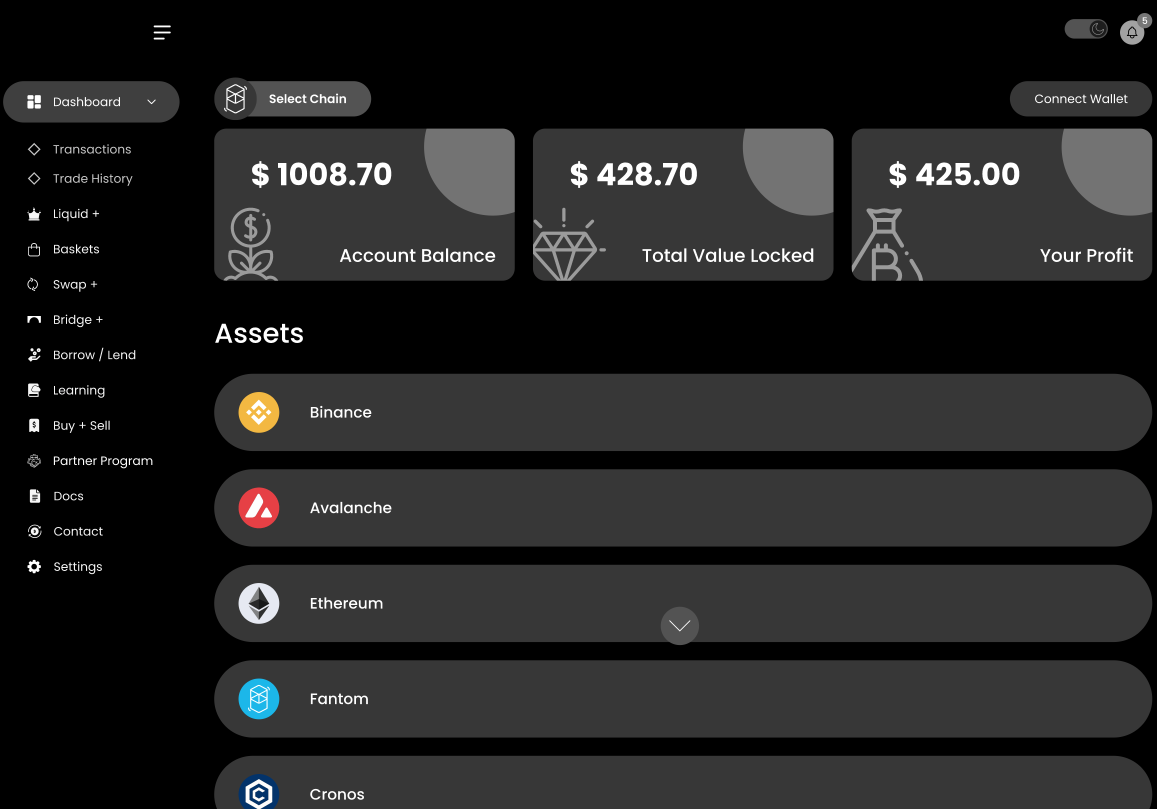 5
Dashboard
Transactions
Trade History
Liquid +
Baskets
Swap +
Bridge +
Borrow / Lend
Learning
Buy + Sell
Partner Program
Docs
Contact
Settings
Select Chain
Connect Wallet
$ 1008.70
Account Balance
$ 428.70
Total Value Locked
$ 425.00
Your Profit
Assets
Binance
Avalanche
Ethereum
Fantom
Cronos